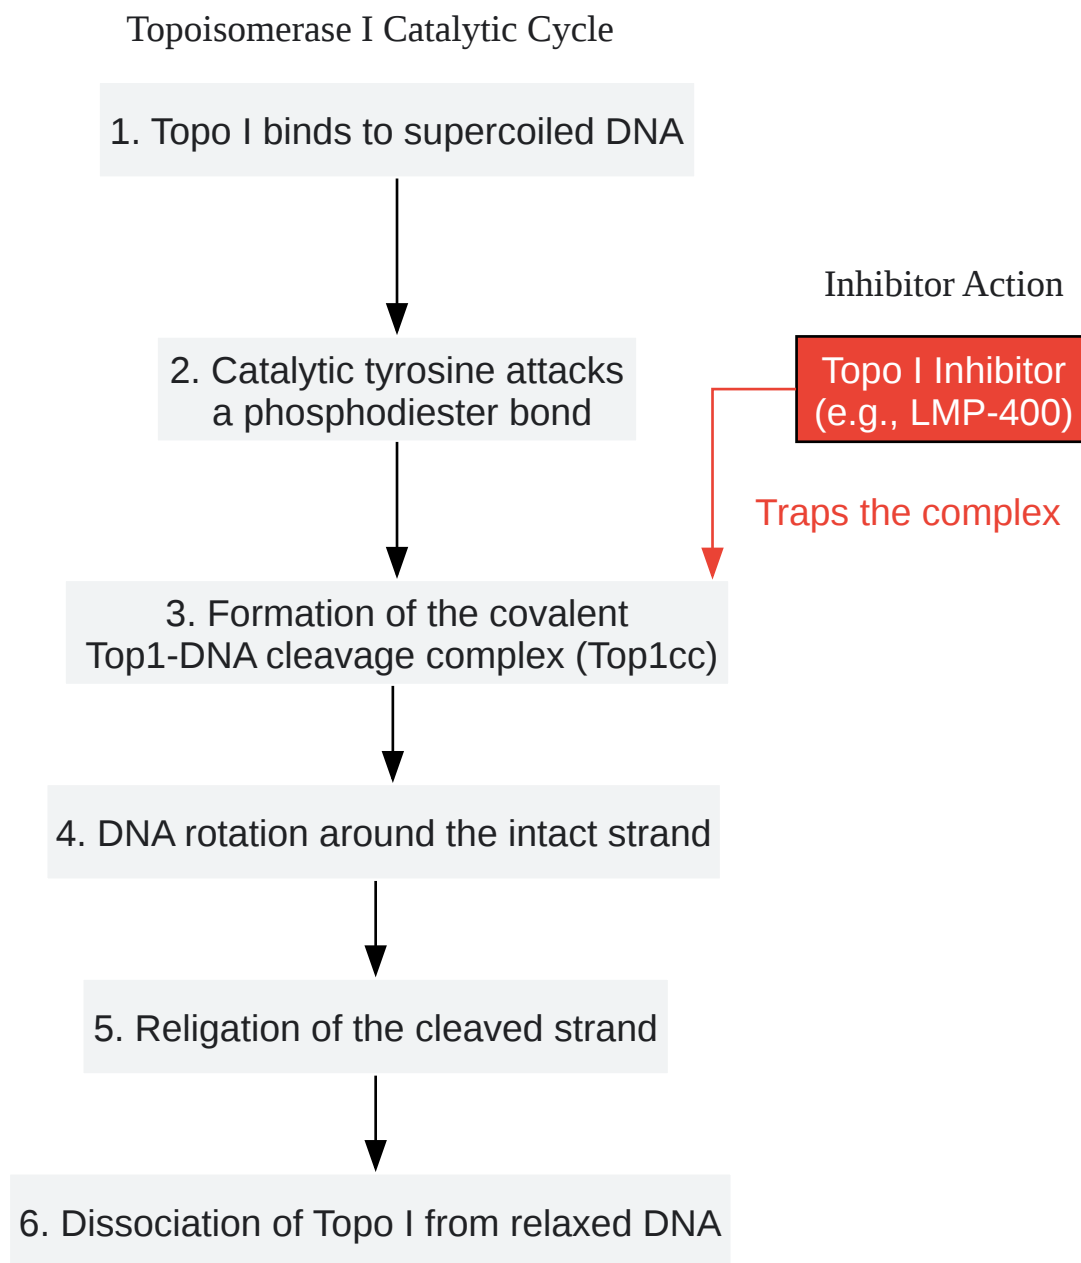 Topoisomerase I Catalytic Cycle
1. Topo I binds to supercoiled DNA
Inhibitor Action
Topo I Inhibitor
(e.g., LMP-400)
2. Catalytic tyrosine attacks
a phosphodiester bond
Traps the complex
3. Formation of the covalent
Top1-DNA cleavage complex (Top1cc)
4. DNA rotation around the intact strand
5. Religation of the cleaved strand
6. Dissociation of Topo I from relaxed DNA